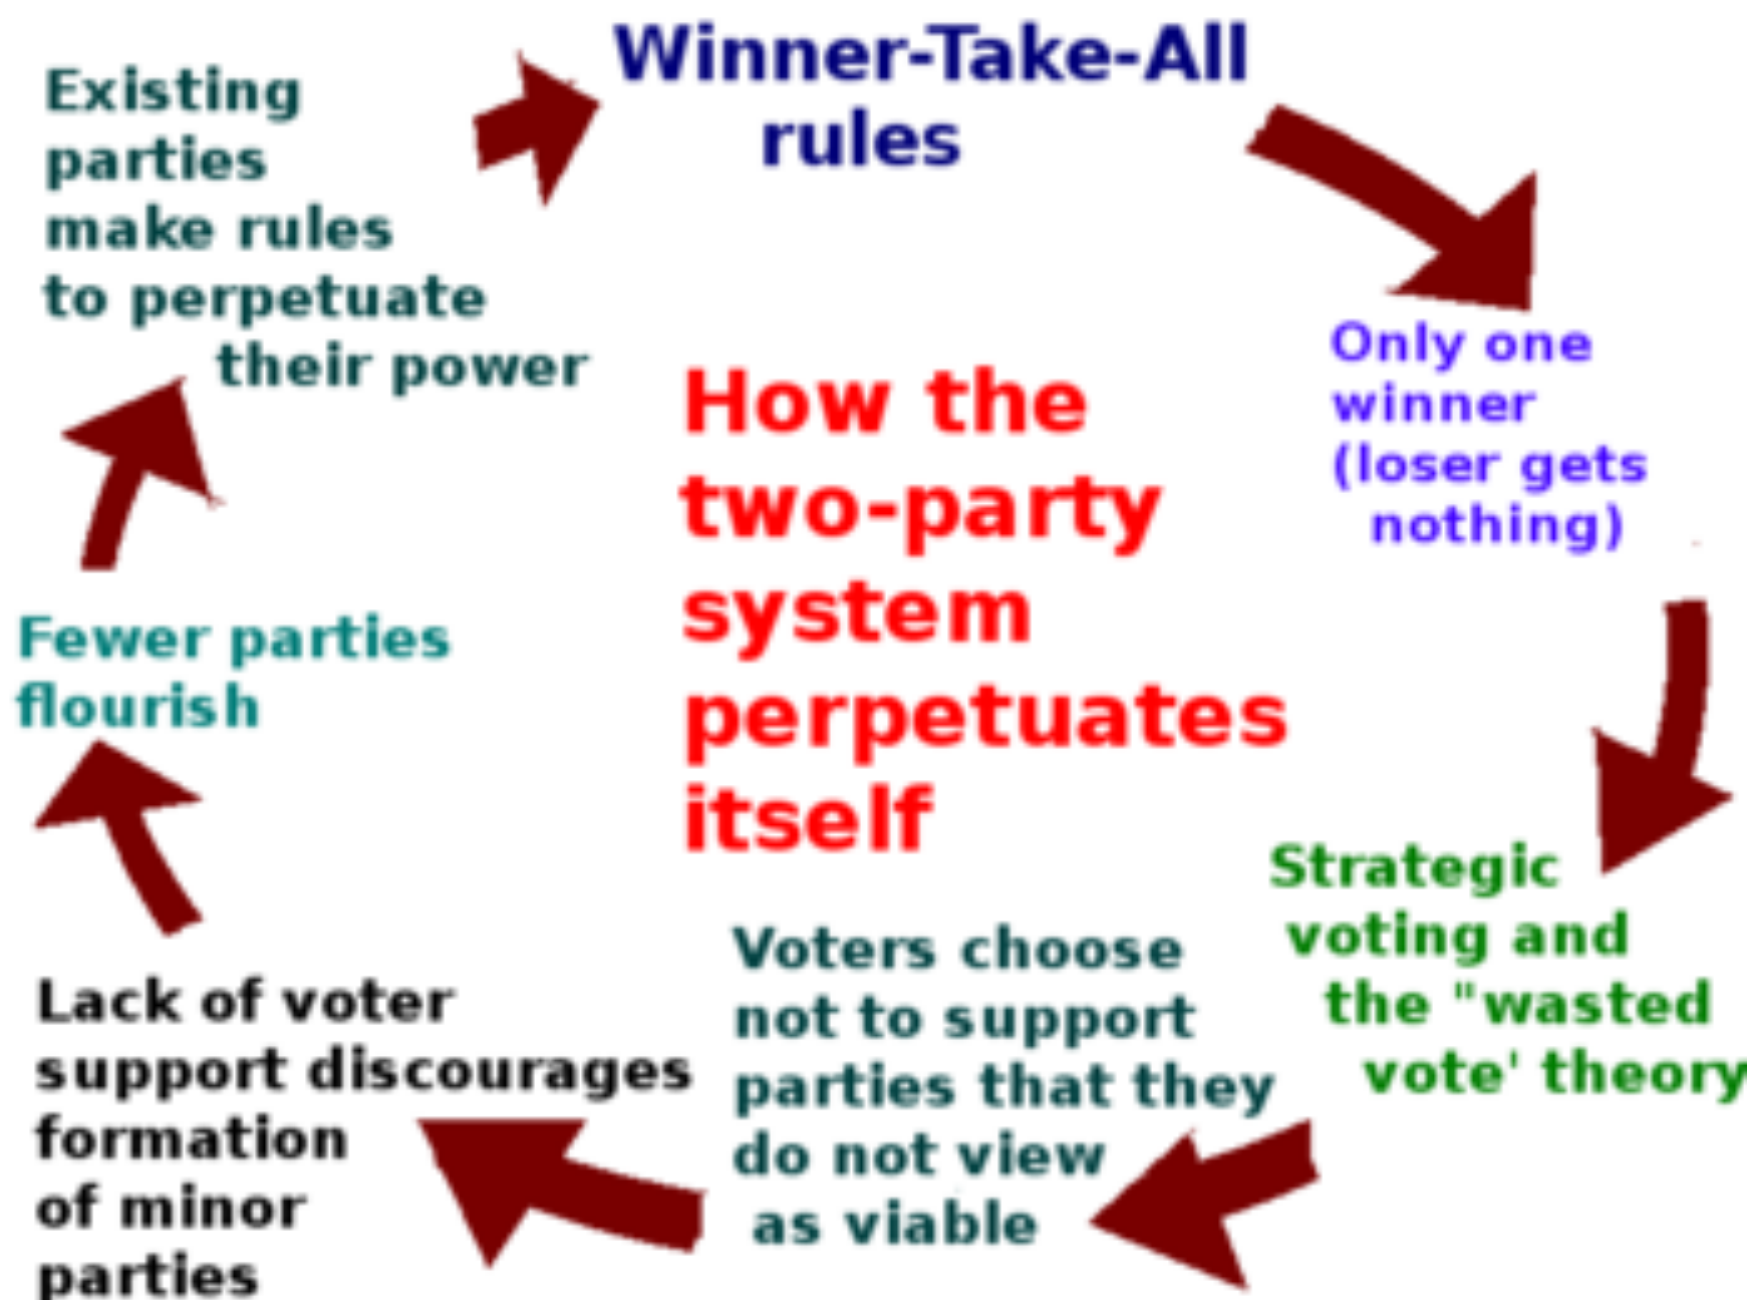 Winner-Take-All
rules
Only one
winner
(loser gets
nothing)
Strategic
voting and
the "wasted
vote' theory
Voters choose
not to support
parties that they
do not view
as viable
Lack of voter
support discourages
formation
of minor
parties
Fewer parties
flourish
Existing
parties
make rules
to perpetuate
their power
How the
two-party
system
perpetuates
itself